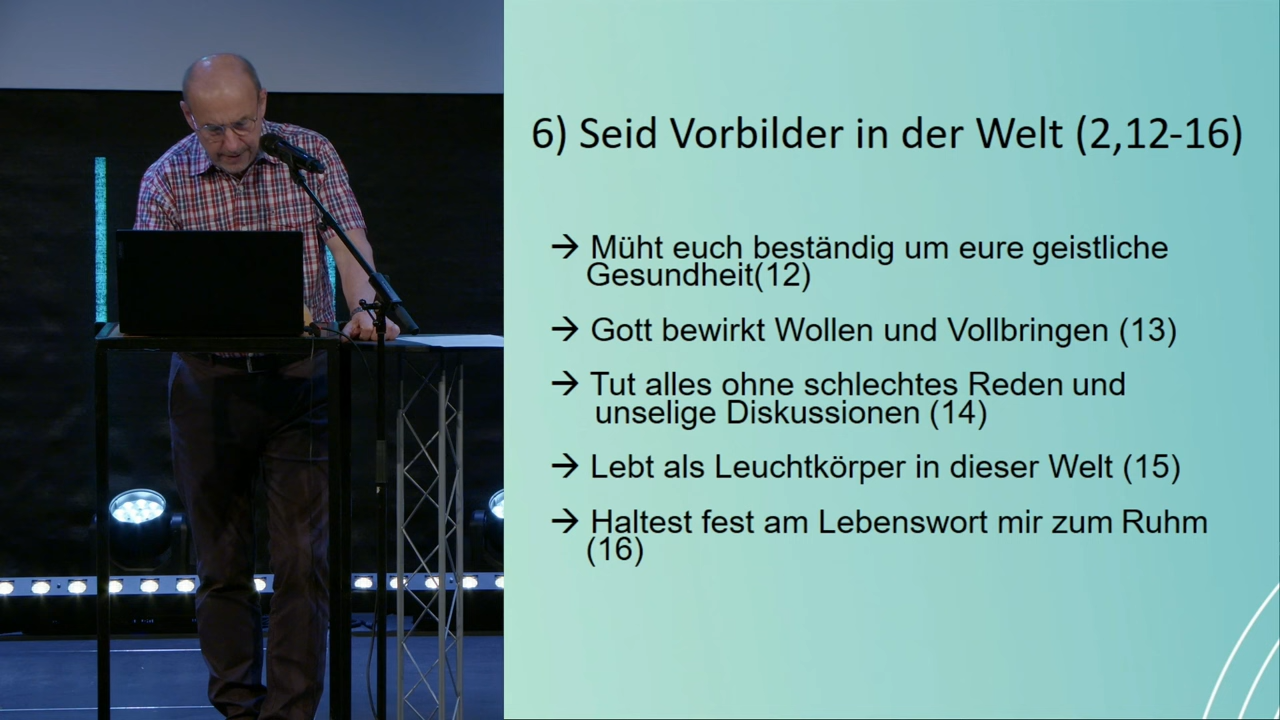 6) Seid Vorbilder in der Welt (2,12-16)
→ Müht euch beständig um eure geistliche
Gesundheit(12)
→ Gott bewirkt Wollen und Vollbringen (13)
→ Tut alles ohne schlechtes Reden und
unselige Diskussionen (14)
→ Lebt als Leuchtkörper in dieser Welt (15)
→ Haltest fest am Lebenswort mir zum Ruhm
(16)